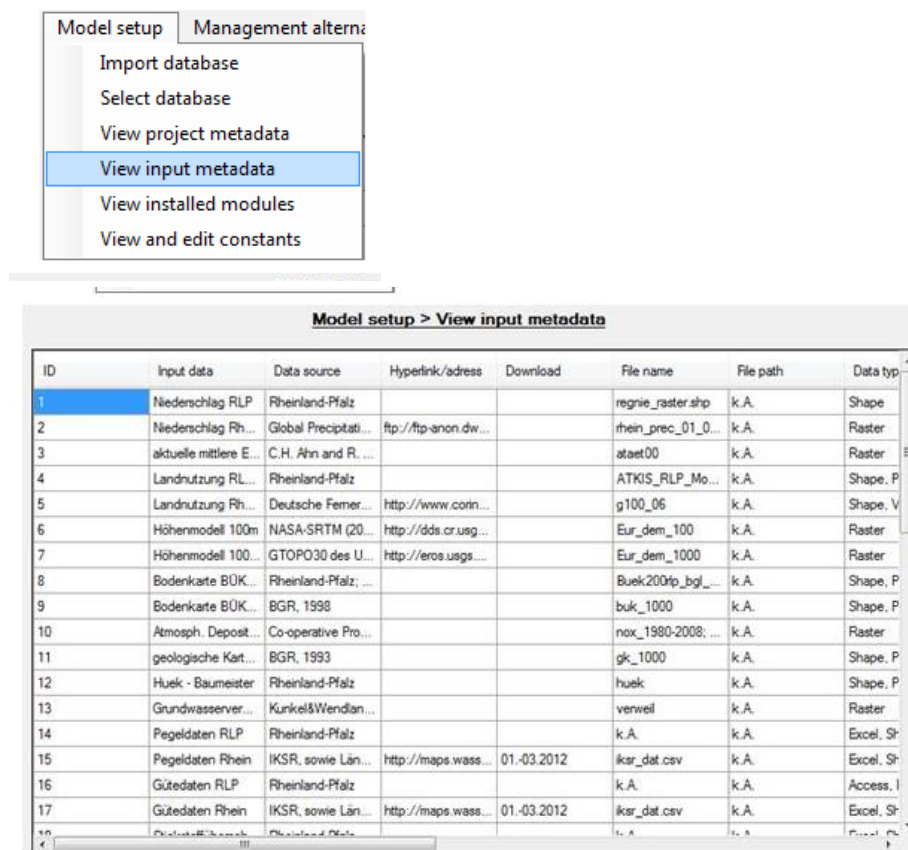 Model setup Management alterna
Import database
Select database
View project metadata
View input metadata
View installed modules
View and edit constants
Model setup > View input metadata
ID Input data Data source Hyperlink/adress Download File name File path Data typ
1 Niederschlag RLP Rheinland-Pfalz regnie_raster.shp k.A. Shape
2 Niederschlag Rh... Global Precipitati... ftp://ftp-anon.dw... rhein_prec_01_0... k.A. Raster
3 aktuelle mittlere E... C.H. Ahn and R. ... ataet00 k.A. Raster
4 Landnutzung RL... Rheinland-Pfalz ATKIS_RLP_Mo... k.A. Shape, P
5 Landnutzung Rh... Deutsche Ferner... http://www.corin... g100_06 k.A. Shape, V
6 Höhenmodell 100m NASA-SRTM (20... http://dds.cr.usg... Eur_dem_100 k.A. Raster
7 Höhenmodell 100... GTOPO30 des U... http://eros.usgs.... Eur_dem_1000 k.A. Raster
8 Bodenkarte BÜK... Rheinland-Pfalz; ... Buek200rlp_bgl_... k.A. Shape, P
9 Bodenkarte BÜK... BGR, 1998 buk_1000 k.A. Shape, P
10 Atmosph. Deposit... Co-operative Pro... nox_1980-2008; ... k.A. Raster
11 geologische Kart... BGR, 1993 gk_1000 k.A. Shape, P
12 Huek - Baumeister Rheinland-Pfalz huek k.A. Shape, P
13 Grundwasserver... Kunkel&Wendlan... verweil k.A. Raster
14 Pegeldaten RLP Rheinland-Pfalz k.A. k.A. Excel, Sh
15 Pegeldaten Rhein IKSR, sowie Län... http://maps.wass... 01.-03.2012 iksr_dat.csv k.A. Excel, Sh
16 Gütedaten RLP Rheinland-Pfalz k.A. k.A. Access,
17 Gütedaten Rhein IKSR, sowie Län... http://maps.wass... 01.-03.2012 iksr_dat.csv k.A. Excel, Sh